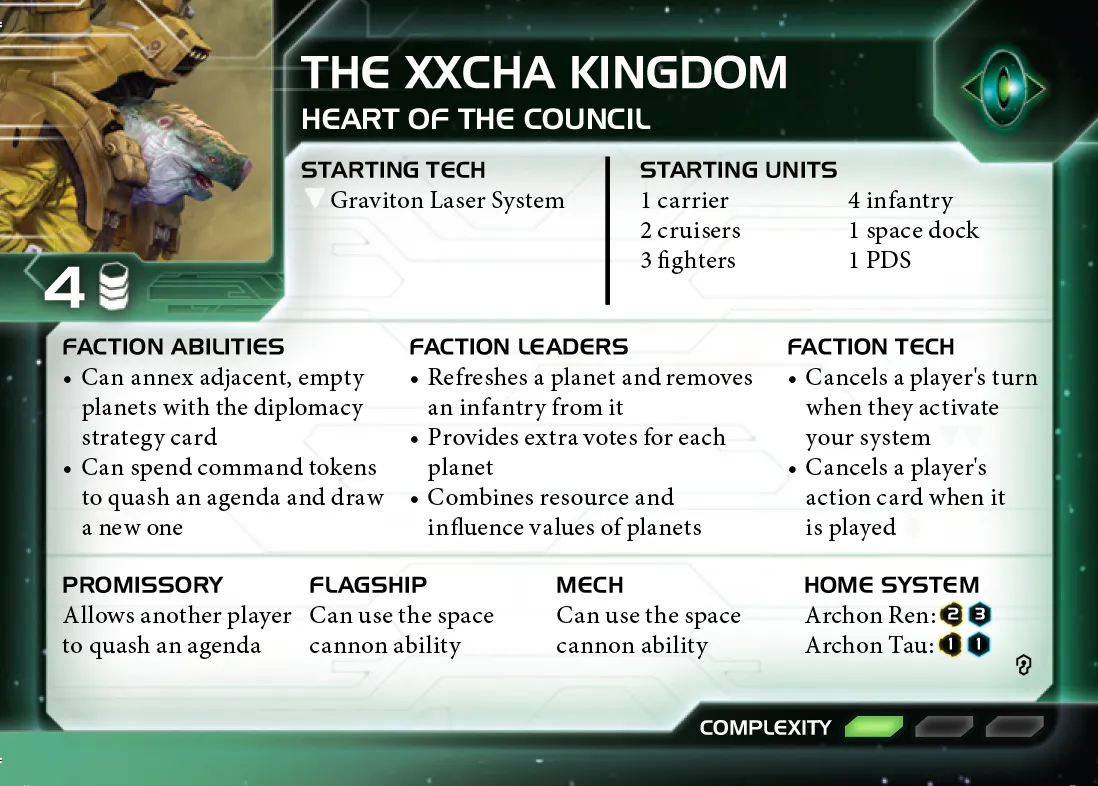 THE XXCHA KINGDOM
HEART OF THE COUNCIL
STARTING TECH
Graviton Laser System
STARTING UNITS
1 carrier
2 cruisers
3 fighters
4 infantry
1 space dock
1 PDS
4
FACTION ABILITIES
• Can annex adjacent, empty
planets with the diplomacy
strategy card
• Can spend command tokens
to quash an agenda and draw
a new one
FACTION LEADERS
• Refreshes a planet and removes
an infantry from it
• Provides extra votes for each
planet
• Combines resource and
influence values of planets
FACTION TECH
• Cancels a player's turn
when they activate
your system
• Cancels a player's
action card when it
is played
PROMISSORY
Allows another player
to quash an agenda
FLAGSHIP
Can use the space
cannon ability
MECH
Can use the space
cannon ability
HOME SYSTEM
Archon Ren: 2 3
Archon Tau: 1 1
COMPLEXITY